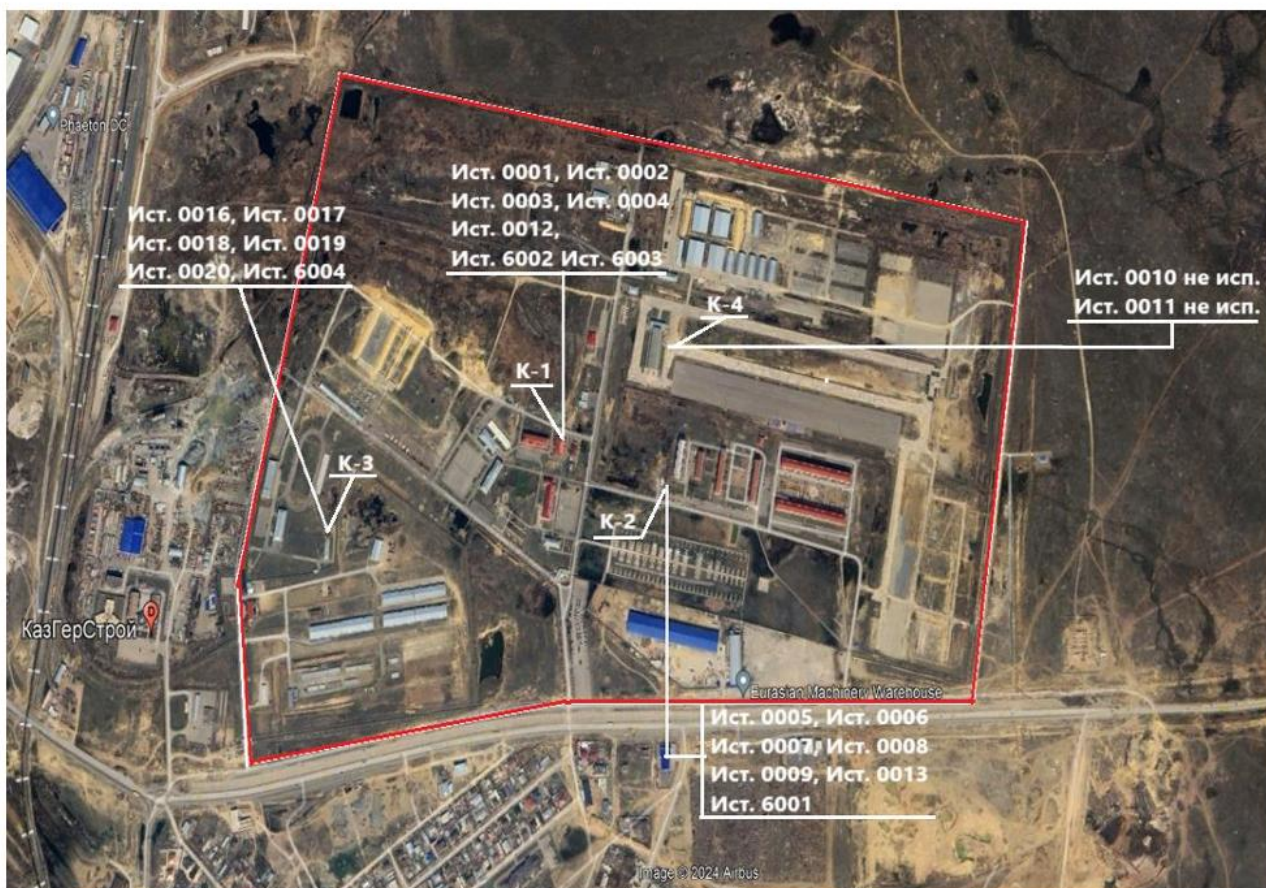 Phaeton DC
Ист. 0001, Ист. 0002
Ист. 0003, Ист. 0004
Ист. 0012,
Ист. 6002 Ист. 6003
Ист. 0016, Ист. 0017
Ист. 0018, Ист. 0019
Ист. 0020, Ист. 6004
Ист. 0010 не исп.
Ист. 0011 не исп.
К-4
К-1
К-3
К-2
КазГерСтрой
Eurasian Machinery Warehouse
Ист. 0005, Ист. 0006
Ист. 0007, Ист. 0008
Ист. 0009, Ист. 0013
Ист. 6001
Image © 2024 Airbus